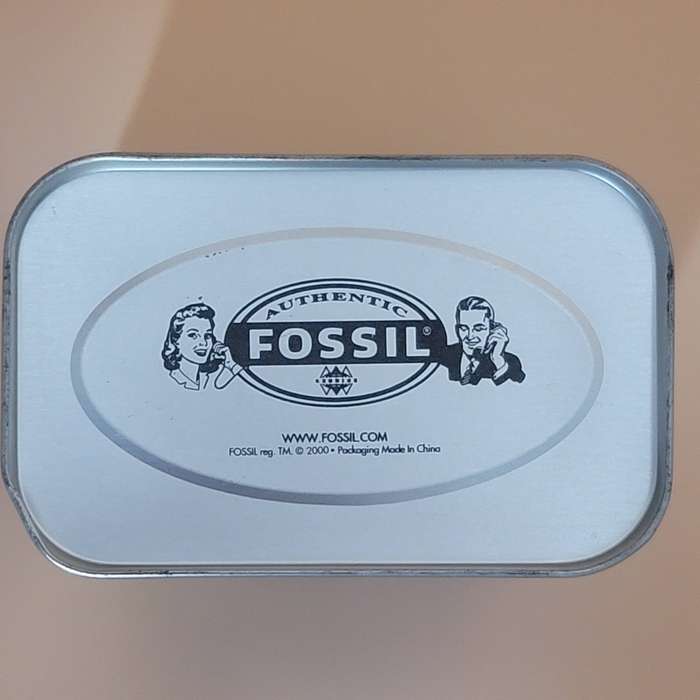 AUTHENTIC
FOSSIL®
WWW.FOSSIL.COM
FOSSIL reg. TM. © 2000 • Packaging Made In China